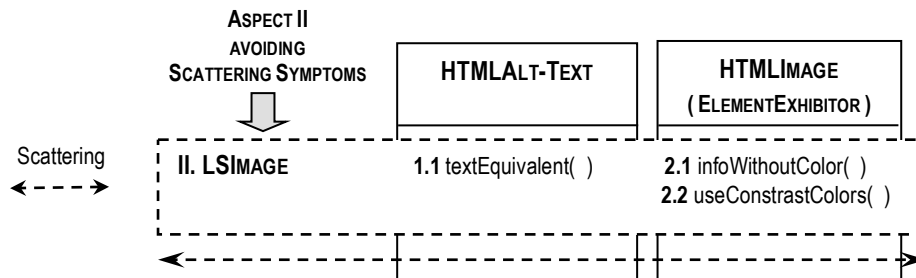 ASPECT II
AVOIDING
SCATTERING SYMPTOMS
HTMLALT-TEXT
HTMLIMAGE
( ELEMENTEXHIBITOR )
Scattering
II. LSIMAGE
1.1 textEquivalent( )
2.1 infoWithoutColor( )
2.2 useConstrastColors( )